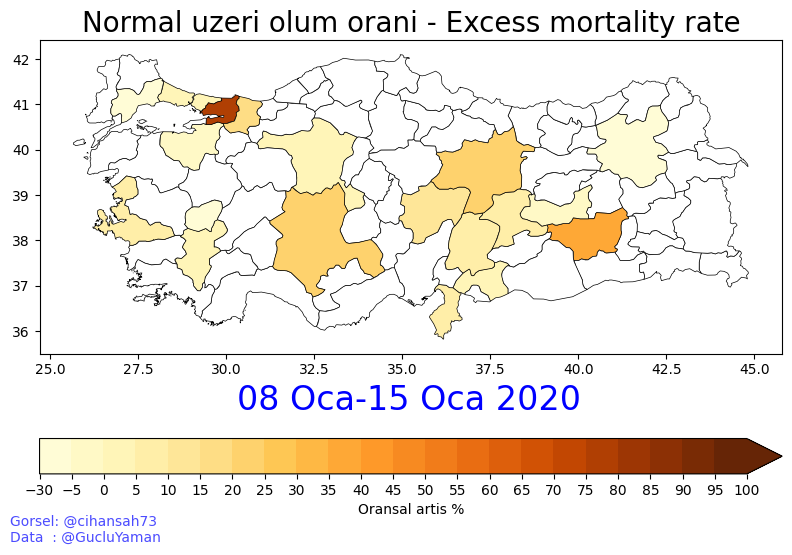 Normal uzeri olum orani - Excess mortality rate
42
41
40
39
38
37
36
25.0 27.5 30.0 32.5 35.0 37.5 40.0 42.5 45.0
08 Oca-15 Oca 2020
−30 −5 0 5 10 15 20 25 30 35 40 45 50 55 60 65 70 75 80 85 90 95 100
Oransal artis %
Gorsel: @cihansah73
Data : @GucluYaman